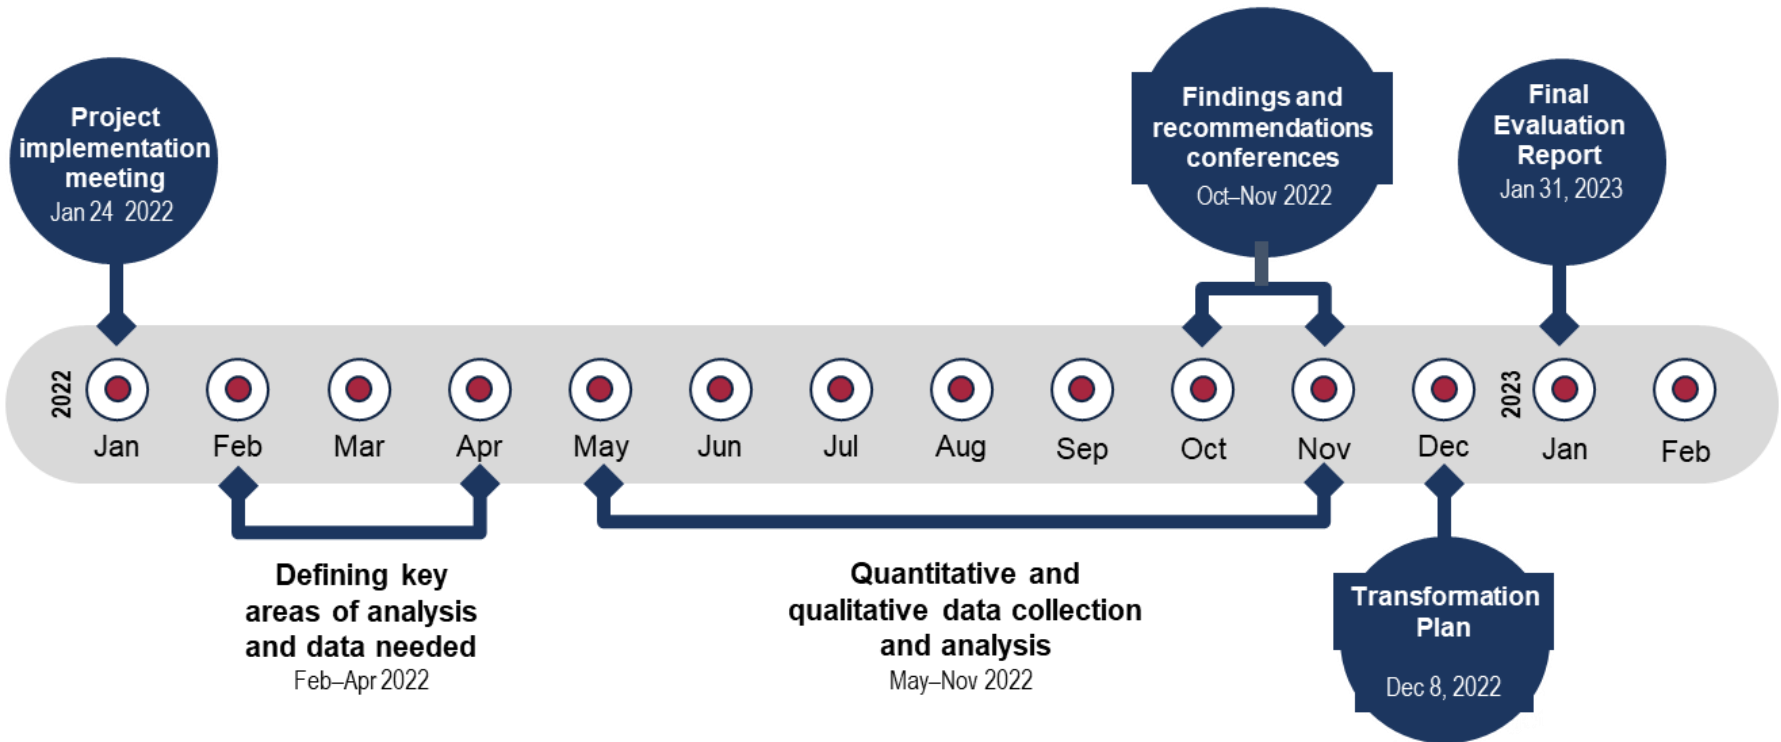 Project
implementation
meeting
Jan 24 2022
Findings and
recommendations
conferences
Oct–Nov 2022
Final
Evaluation
Report
Jan 31, 2023
2022
Jan
Feb
Mar
Apr
May
Jun
Jul
Aug
Sep
Oct
Nov
Dec
2023
Jan
Feb
Defining key
areas of analysis
and data needed
Feb–Apr 2022
Quantitative and
qualitative data collection
and analysis
May–Nov 2022
Transformation
Plan
Dec 8, 2022